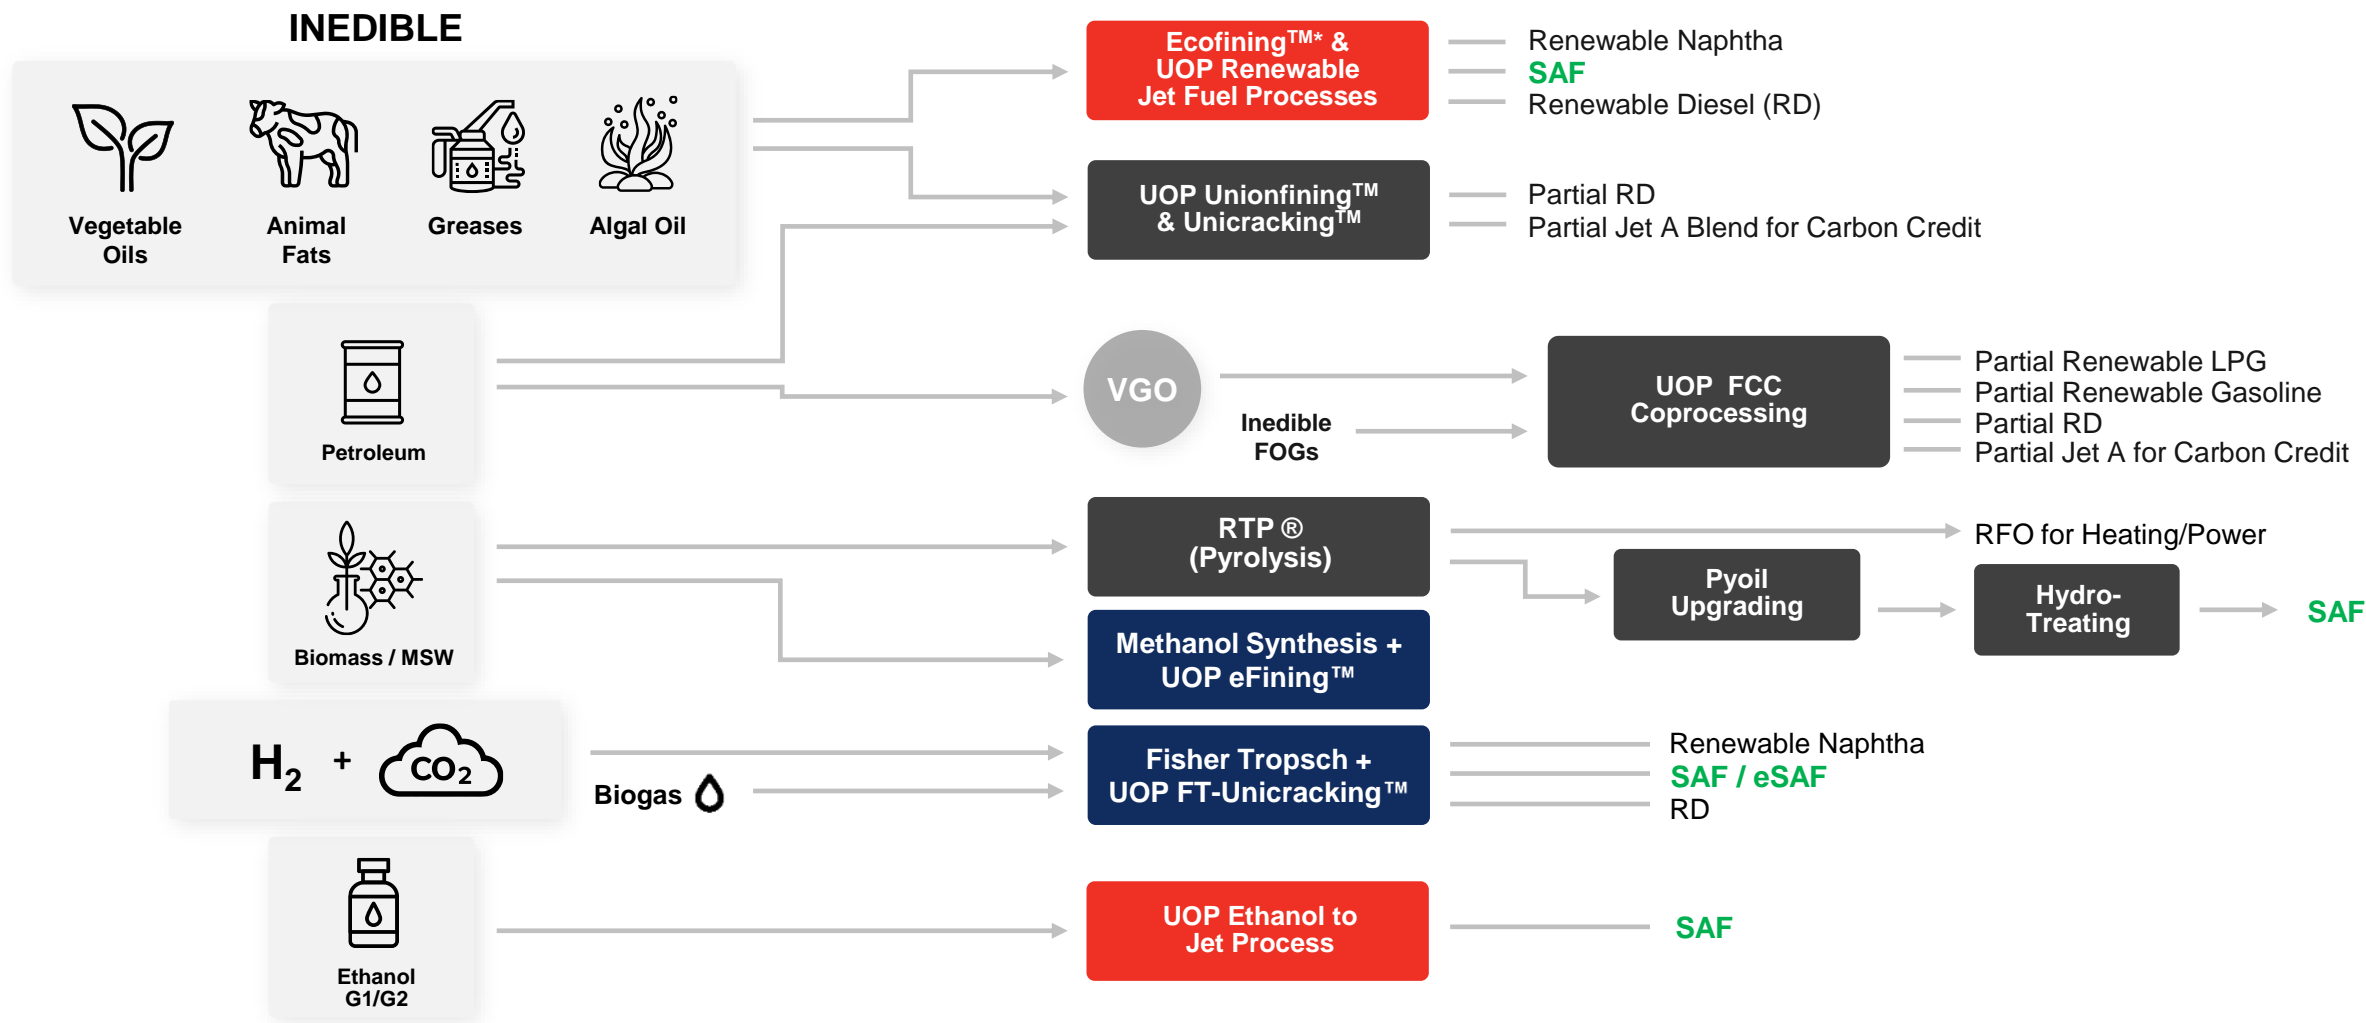 INEDIBLE
Vegetable
Oils
Animal
Fats
Greases
Algal Oil
Petroleum
Biomass / MSW
H2 + CO2
Biogas
Ethanol
G1/G2
Ecofining™* &
UOP Renewable
Jet Fuel Processes
Renewable Naphtha
SAF
Renewable Diesel (RD)
UOP Unionfining™
& Unicracking™
Partial RD
Partial Jet A Blend for Carbon Credit
VGO
Inedible
FOGs
UOP FCC
Coprocessing
Partial Renewable LPG
Partial Renewable Gasoline
Partial RD
Partial Jet A for Carbon Credit
RTP ®
(Pyrolysis)
RFO for Heating/Power
Pyoil
Upgrading
Hydro-
Treating
SAF
Methanol Synthesis +
UOP eFining™
Fisher Tropsch +
UOP FT-Unicracking™
Renewable Naphtha
SAF / eSAF
RD
UOP Ethanol to
Jet Process
SAF